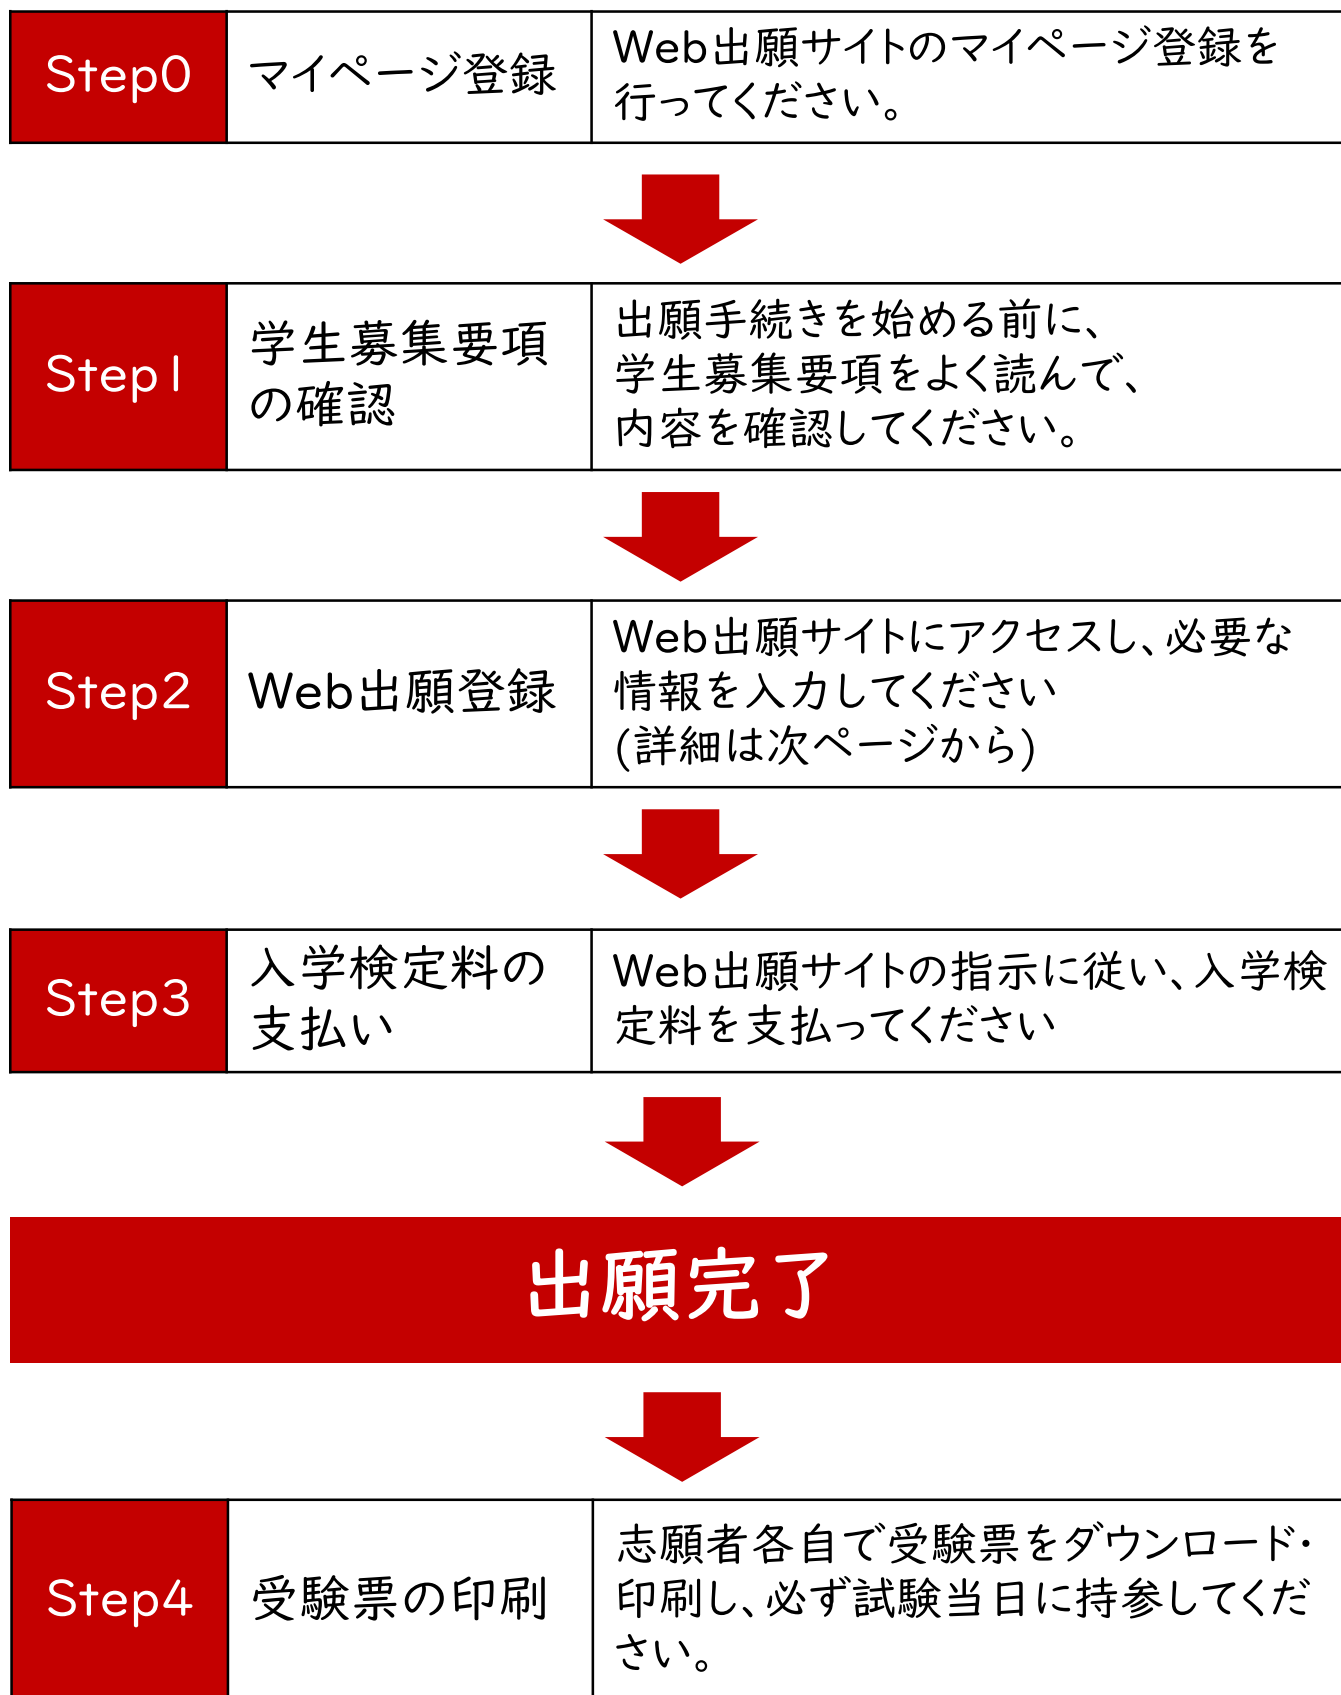 Step0
マイページ登録
Web出願サイトのマイページ登録を
行ってください。
Step1
学生募集要項
の確認
出願手続きを始める前に、
学生募集要項をよく読んで、
内容を確認してください。
Step2
Web出願登録
Web出願サイトにアクセスし、必要な
情報を入力してください
(詳細は次ページから)
Step3
入学検定料の
支払い
Web出願サイトの指示に従い、入学検
定料を支払ってください
出願完了
Step4
受験票の印刷
志願者各自で受験票をダウンロード・
印刷し、必ず試験当日に持参してくだ
さい。